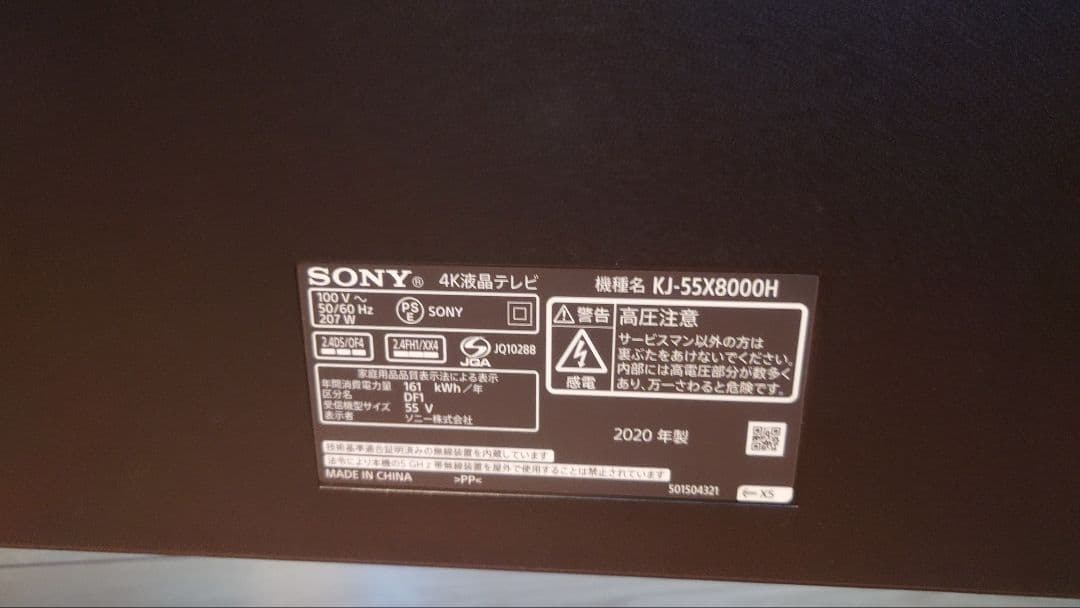 SONY® 4K液晶テレビ
機種名 KJ-55X8000H
100 V～
50/60 Hz
207 W
PS
E
SONY
2.4DS/OF4
2.4FH1/XX4
JQA
JQ10288
家庭用品品質表示法による表示
年間消費電力量 161 kWh／年
区分名 DF1
受信機型サイズ 55 V
表示者 ソニー株式会社
警告
感電
高圧注意
サービスマン以外の方は
裏ぶたをあけないでください。
内部には高電圧部分が数多く
あり、万一さわると危険です。
2020 年製
技術基準適合証明済みの無線装置を内蔵しています
法令により本機の5 GHz帯無線装置を屋外で使用することは禁止されています
MADE IN CHINA >PP<
501504321
XS